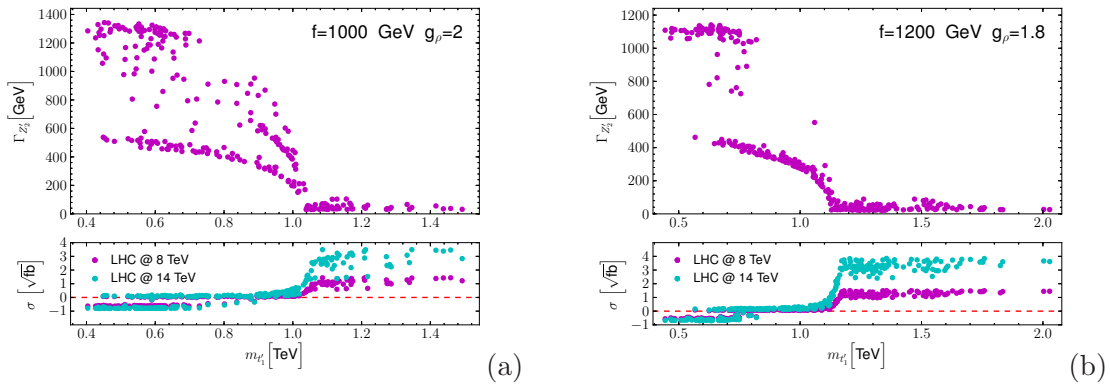 f=1000 GeV g_ρ=2
Γ_{Z'_2} [GeV]
1400
1200
1000
800
600
400
200
0
0.4 0.6 0.8 1.0 1.2 1.4
LHC @ 8 TeV
LHC @ 14 TeV
σ [√fb]
4
3
2
1
0
−1
0.4 0.6 0.8 1.0 1.2 1.4
m_{t'_1} [TeV]
(a)
f=1200 GeV g_ρ=1.8
Γ_{Z'_2} [GeV]
1200
1000
800
600
400
200
0
0.5 1.0 1.5 2.0
LHC @ 8 TeV
LHC @ 14 TeV
σ [√fb]
5
4
3
2
1
0
−1
0.5 1.0 1.5 2.0
m_{t'_1} [TeV]
(b)